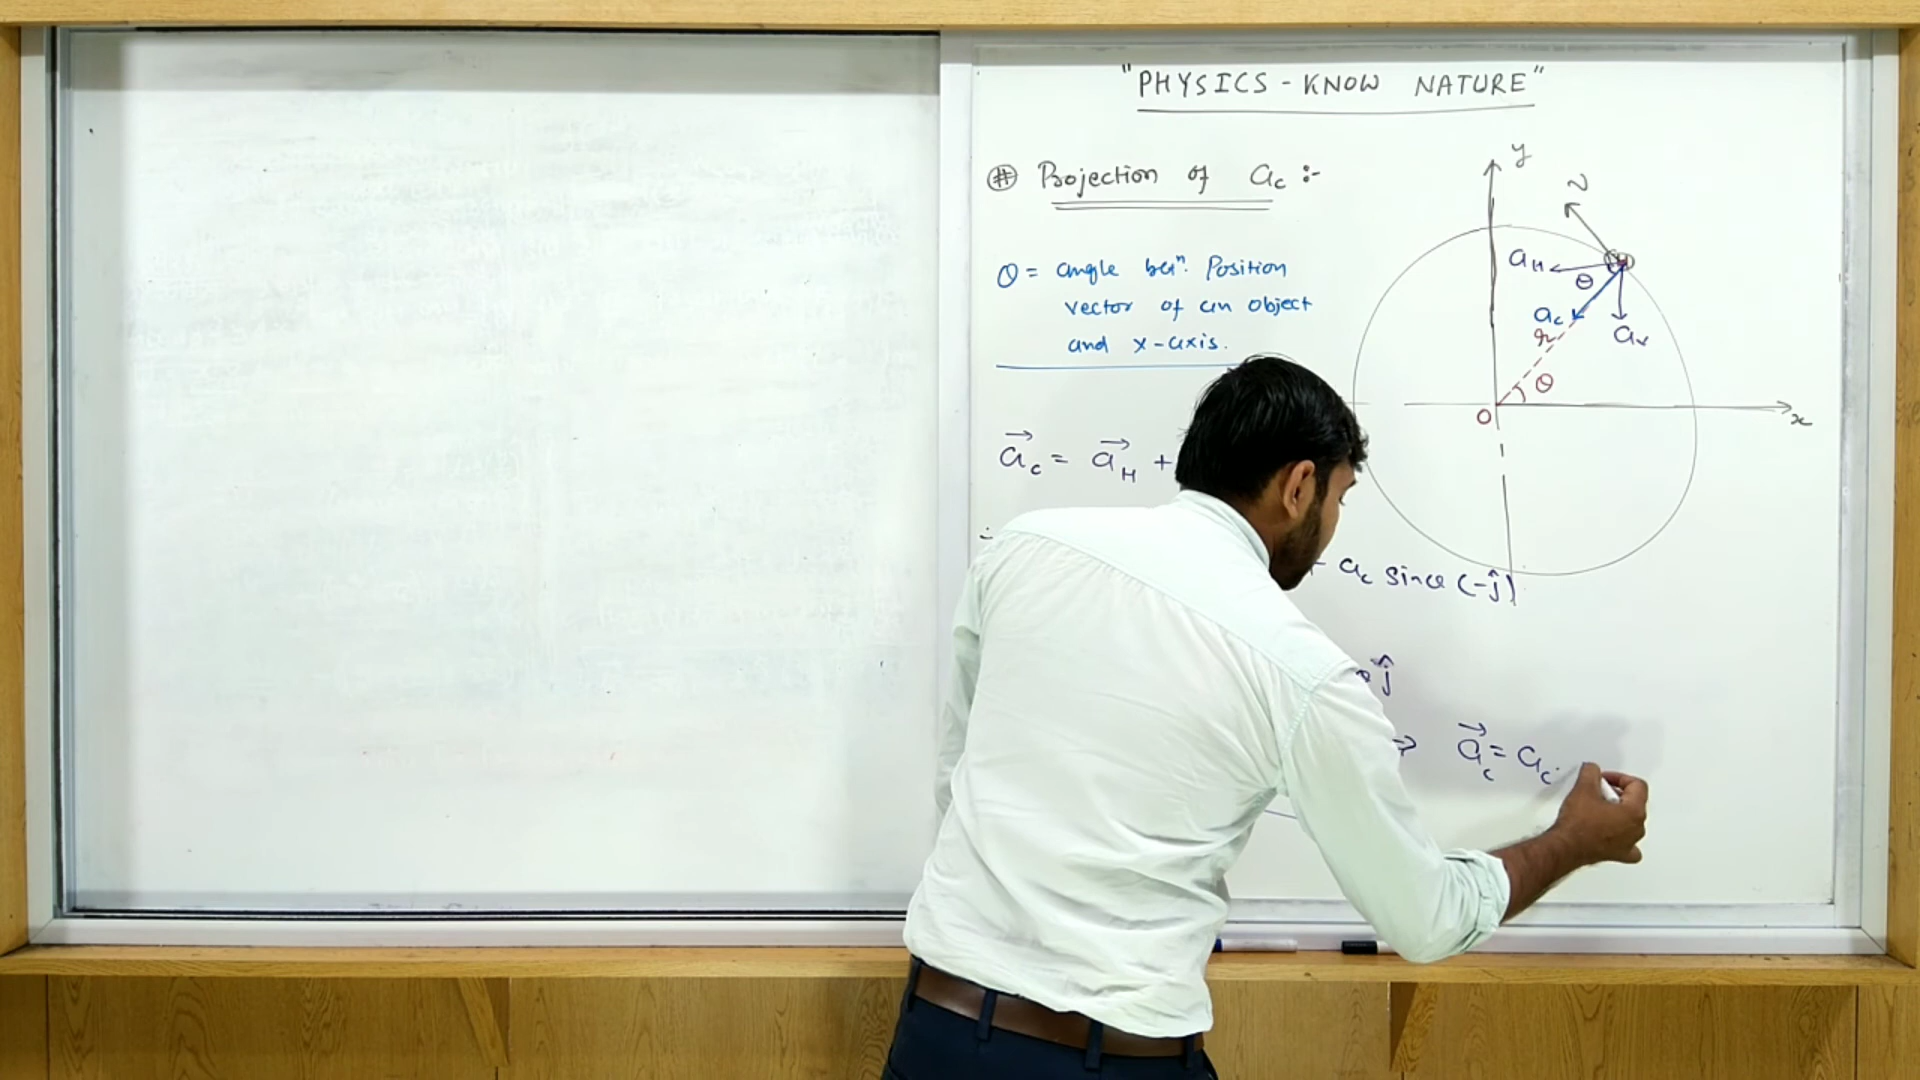 "PHYSICS - KNOW NATURE"
# Projection of ac :-
θ = angle betn. Position
vector of an object
and x-axis.
y
v
aH
θ
ac
r
av
θ
O
x
→ac = →aH +
ac sinθ (-ĵ)
ĵ
⇒ →ac = ac